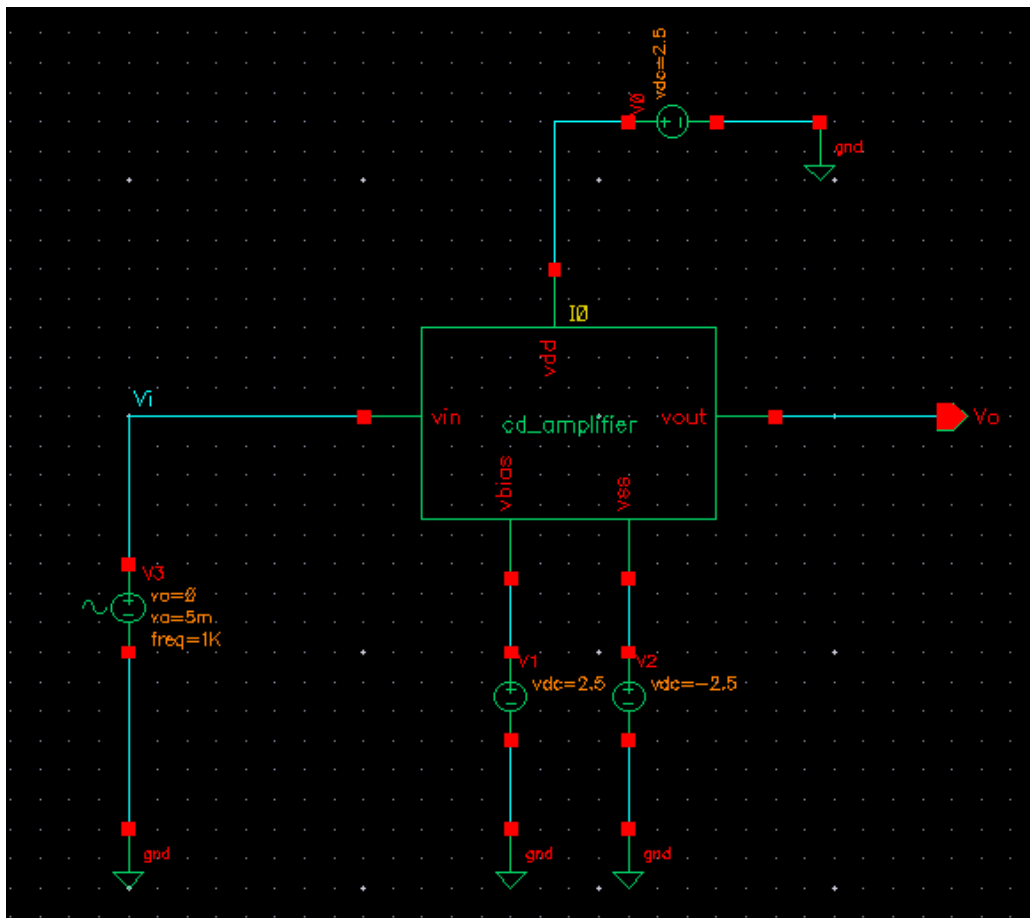 vdc=2.5
V0
gnd
I0
vdd
Vi
vin
cd_amplifier
vout
Vo
vbias
vss
V3
vo=0
va=5m
freq=1K
V1
vdc=2.5
V2
vdc=-2.5
gnd
gnd
gnd